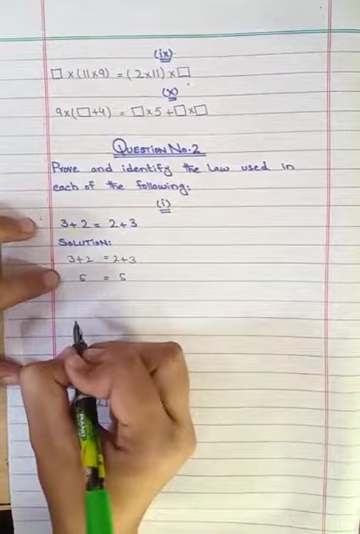 (ix)
□ × (11×9) = (2×11) × □
(x)
9×(□+4) = □×5 + □×□
QUESTION NO.2
Prove and identify the Law used in
each of the following:
(i)
3+2 = 2+3
SOLUTION:
3+2 = 2+3
5 = 5